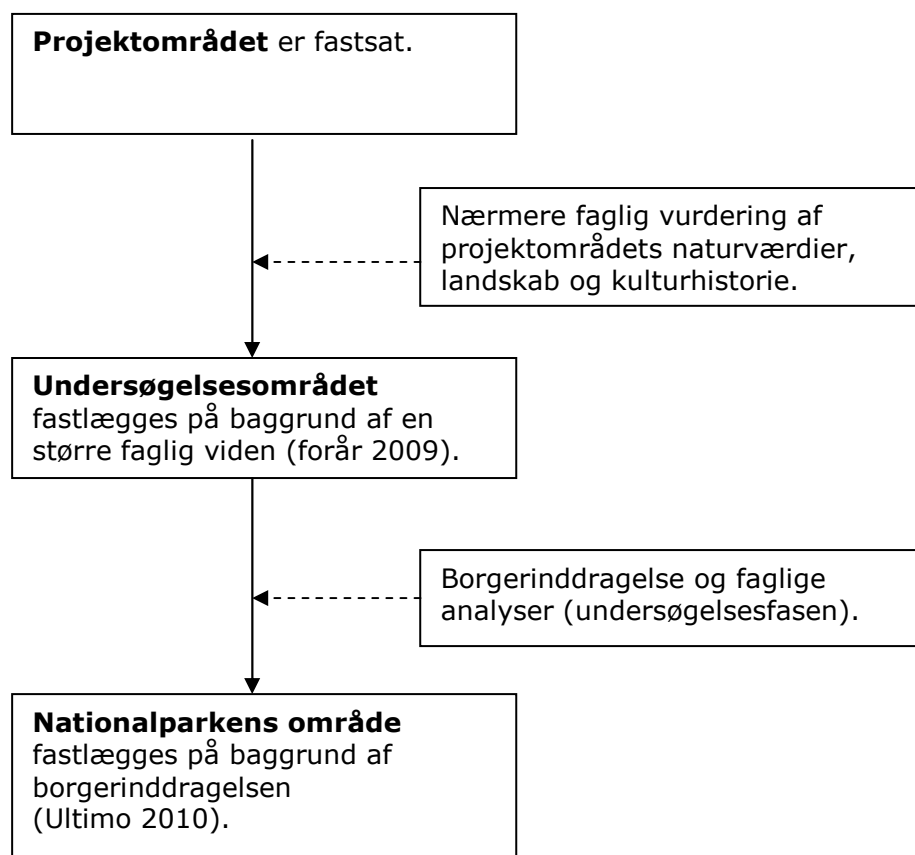 Projektområdet er fastsat.
Nærmere faglig vurdering af
projektområdets naturværdier,
landskab og kulturhistorie.
Undersøgelsesområdet
fastlægges på baggrund af en
større faglig viden (forår 2009).
Borgerinddragelse og faglige
analyser (undersøgelsesfasen).
Nationalparkens område
fastlægges på baggrund af
borgerinddragelsen
(Ultimo 2010).